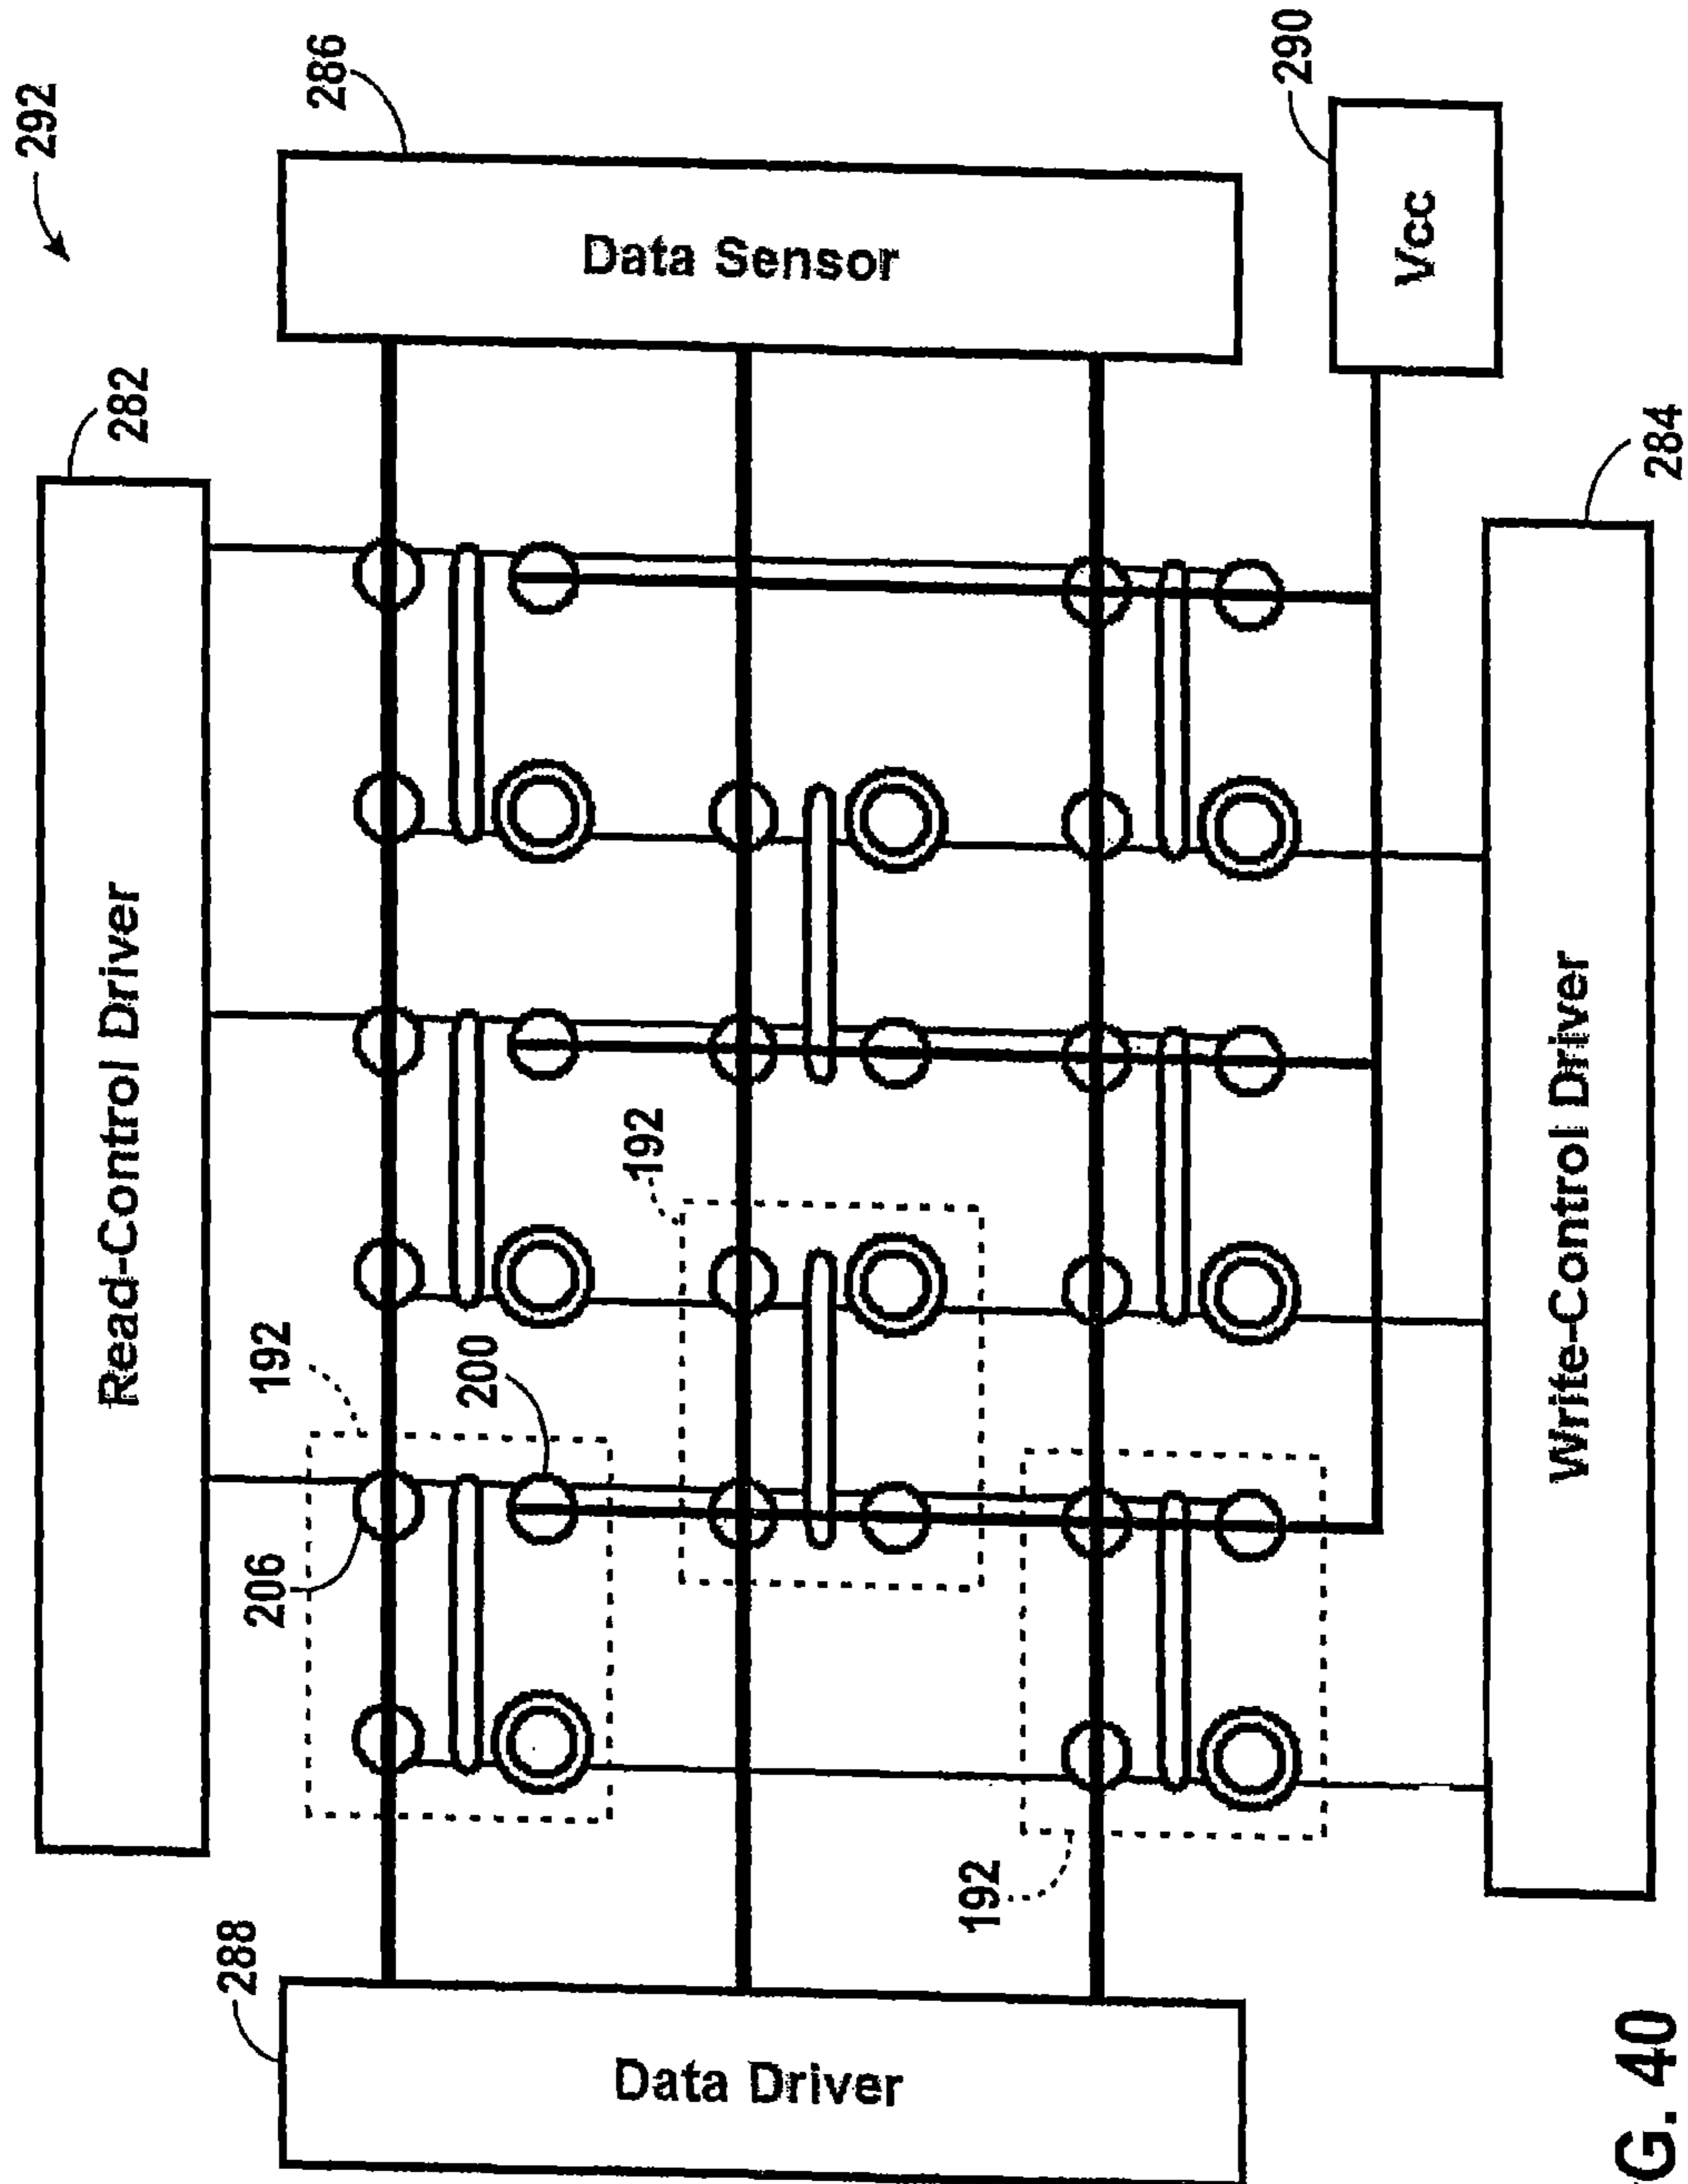 292
282
Read-Control Driver
286
Data Sensor
288
Data Driver
206
192
200
192
192
290
Vcc
284
Write-Control Driver
G. 40